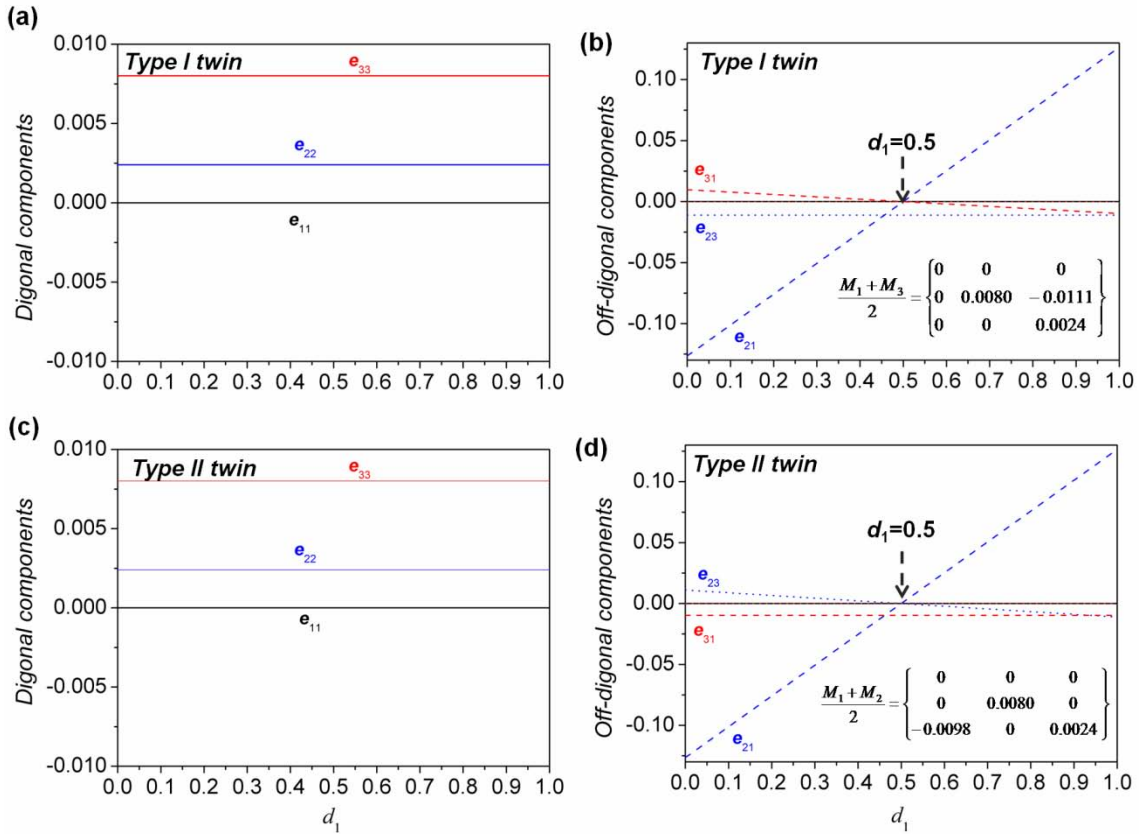 (a)
Type I twin
e33
e22
e11
Digonal components
0.010
0.005
0.000
-0.005
-0.010
0.0 0.1 0.2 0.3 0.4 0.5 0.6 0.7 0.8 0.9 1.0
(b)
Type I twin
d1=0.5
e31
e23
e21
Off-digonal components
0.10
0.05
0.00
-0.05
-0.10
M1 + M3 / 2 = { 0 0 0
0 0.0080 −0.0111
0 0 0.0024 }
0.0 0.1 0.2 0.3 0.4 0.5 0.6 0.7 0.8 0.9 1.0
(c)
Type II twin
e33
e22
e11
Digonal components
0.010
0.005
0.000
-0.005
-0.010
0.0 0.1 0.2 0.3 0.4 0.5 0.6 0.7 0.8 0.9 1.0
d1
(d)
Type II twin
d1=0.5
e23
e31
e21
Off-digonal components
0.10
0.05
0.00
-0.05
-0.10
M1 + M2 / 2 = { 0 0 0
0 0.0080 0
−0.0098 0 0.0024 }
0.0 0.1 0.2 0.3 0.4 0.5 0.6 0.7 0.8 0.9 1.0
d1